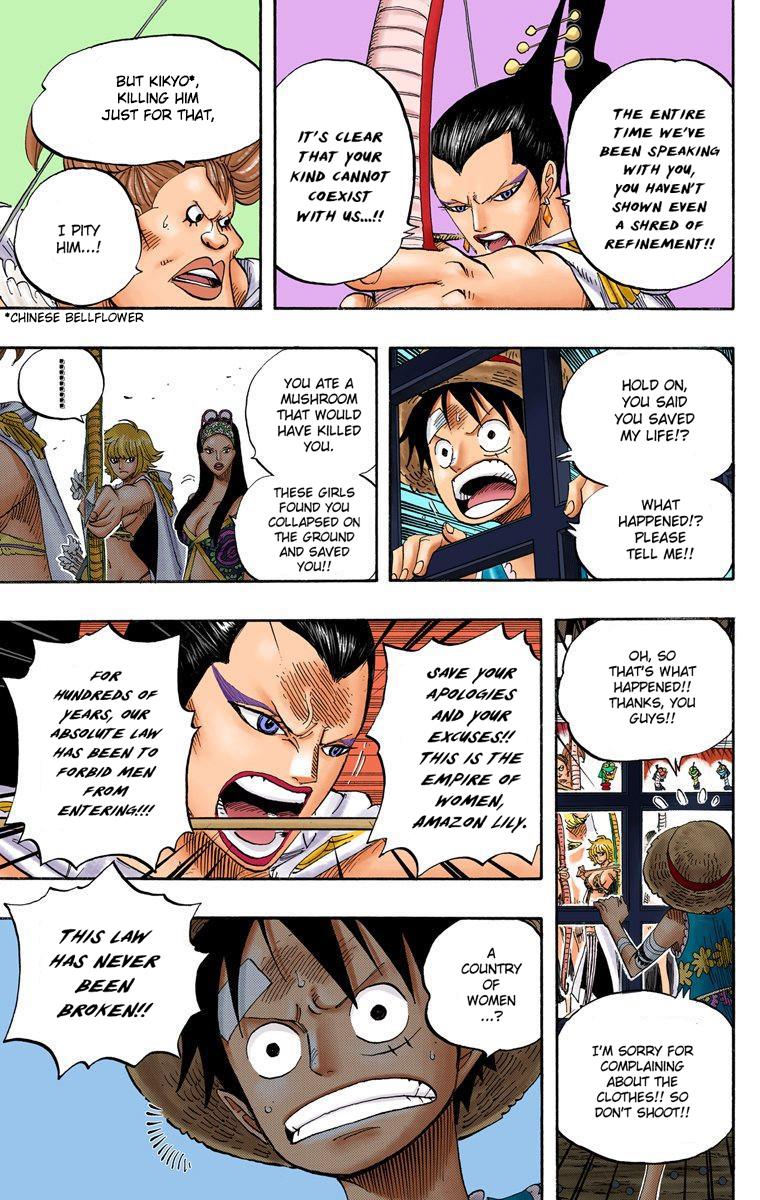 THE ENTIRE
TIME WE'VE
BEEN SPEAKING
WITH YOU,
YOU HAVEN'T
SHOWN EVEN
A SHRED OF
REFINEMENT!!
IT'S CLEAR
THAT YOUR
KIND CANNOT
COEXIST
WITH US...!!
BUT KIKYO*,
KILLING HIM
JUST FOR THAT,
I PITY
HIM...!
*CHINESE BELLFLOWER
HOLD ON,
YOU SAID
YOU SAVED
MY LIFE!?
WHAT
HAPPENED!?
PLEASE
TELL ME!!
YOU ATE A
MUSHROOM
THAT WOULD
HAVE KILLED
YOU.
THESE GIRLS
FOUND YOU
COLLAPSED ON
THE GROUND
AND SAVED
YOU!!
OH, SO
THAT'S WHAT
HAPPENED!!
THANKS, YOU
GUYS!!
I'M SORRY FOR
COMPLAINING
ABOUT THE
CLOTHES!! SO
DON'T SHOOT!!
SAVE YOUR
APOLOGIES
AND YOUR
EXCUSES!!
THIS IS THE
EMPIRE OF
WOMEN,
AMAZON LILY.
FOR
HUNDREDS OF
YEARS, OUR
ABSOLUTE LAW
HAS BEEN TO
FORBID MEN
FROM
ENTERING!!!
A
COUNTRY
OF
WOMEN
...?
THIS LAW
HAS NEVER
BEEN
BROKEN!!